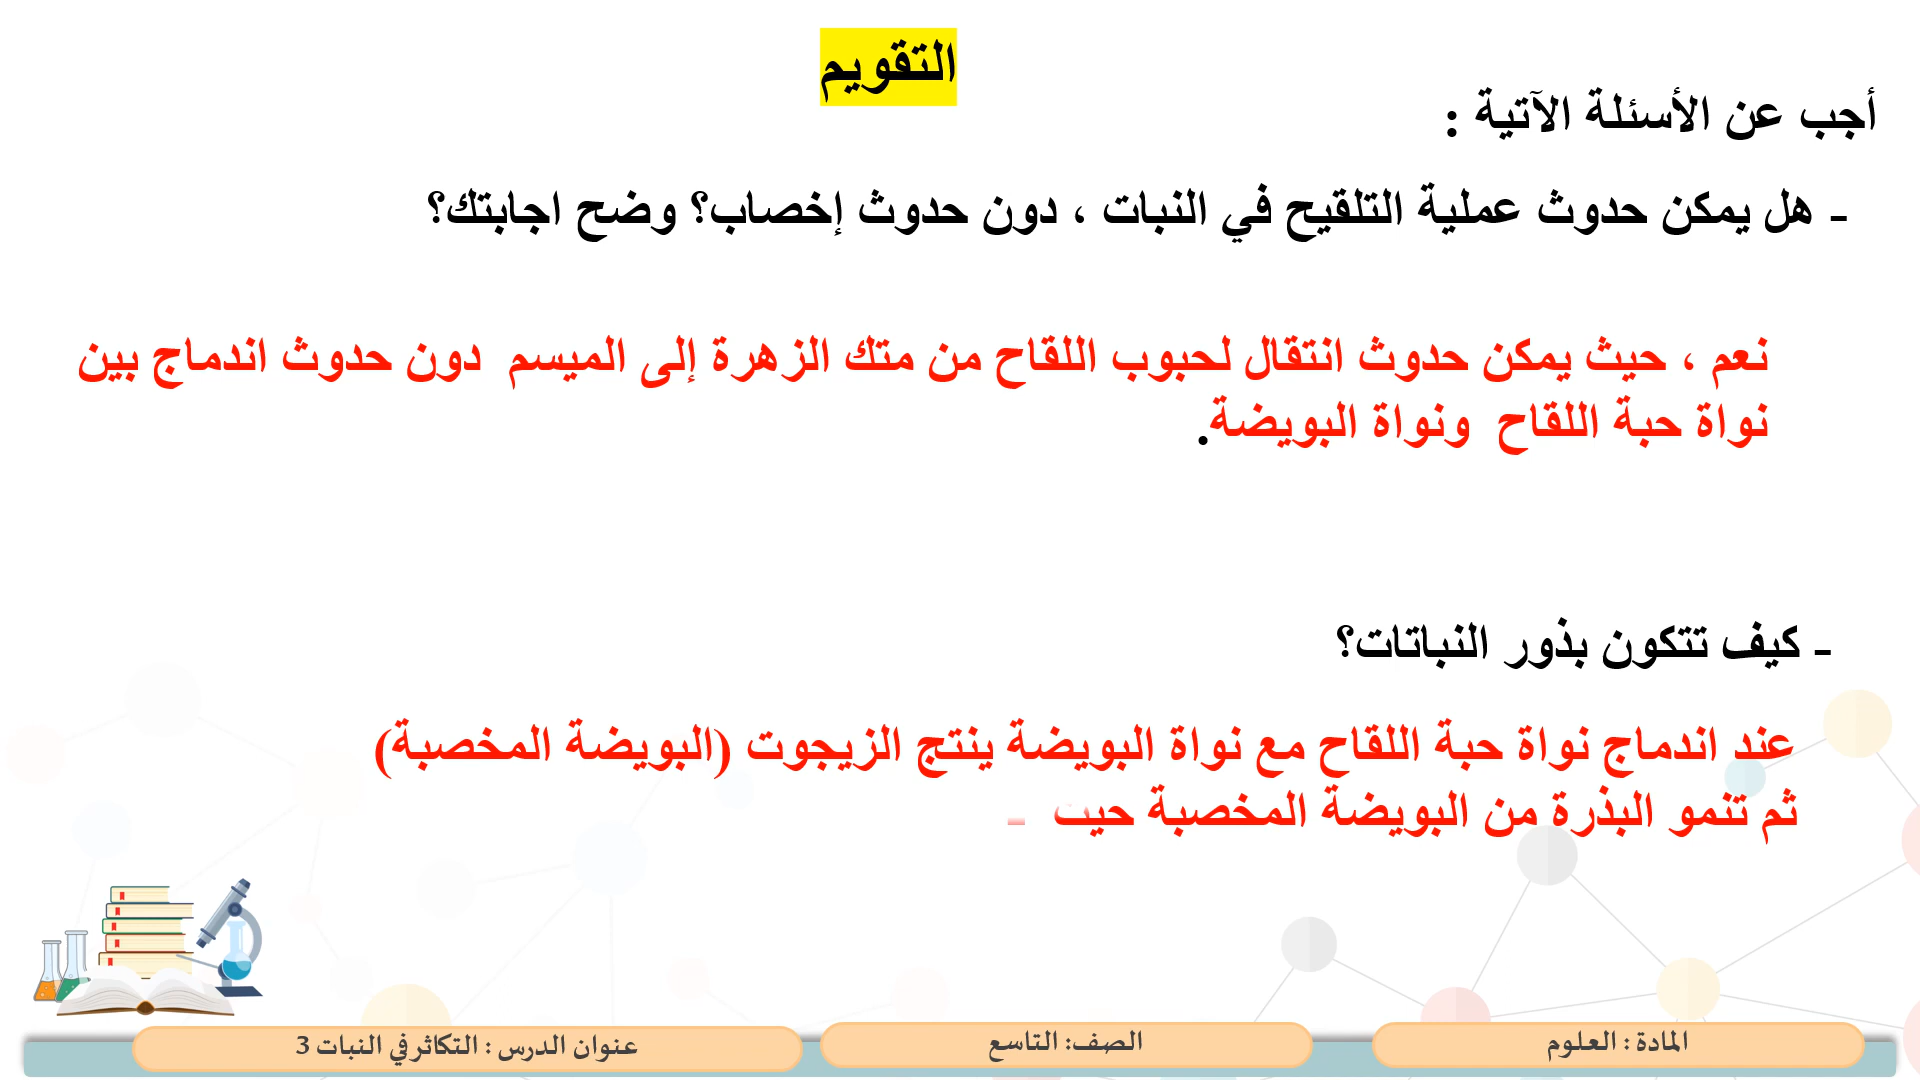 التقويم
أجب عن الأسئلة الآتية :
- هل يمكن حدوث عملية التلقيح في النبات ، دون حدوث إخصاب؟ وضح اجابتك؟
نعم ، حيث يمكن حدوث انتقال لحبوب اللقاح من متك الزهرة إلى الميسم دون حدوث اندماج بين
نواة حبة اللقاح ونواة البويضة.
- كيف تتكون بذور النباتات؟
عند اندماج نواة حبة اللقاح مع نواة البويضة ينتج الزيجوت (البويضة المخصبة)
ثم تنمو البذرة من البويضة المخصبة حيث
المادة : العلوم
الصف: التاسع
عنوان الدرس : التكاثر في النبات 3